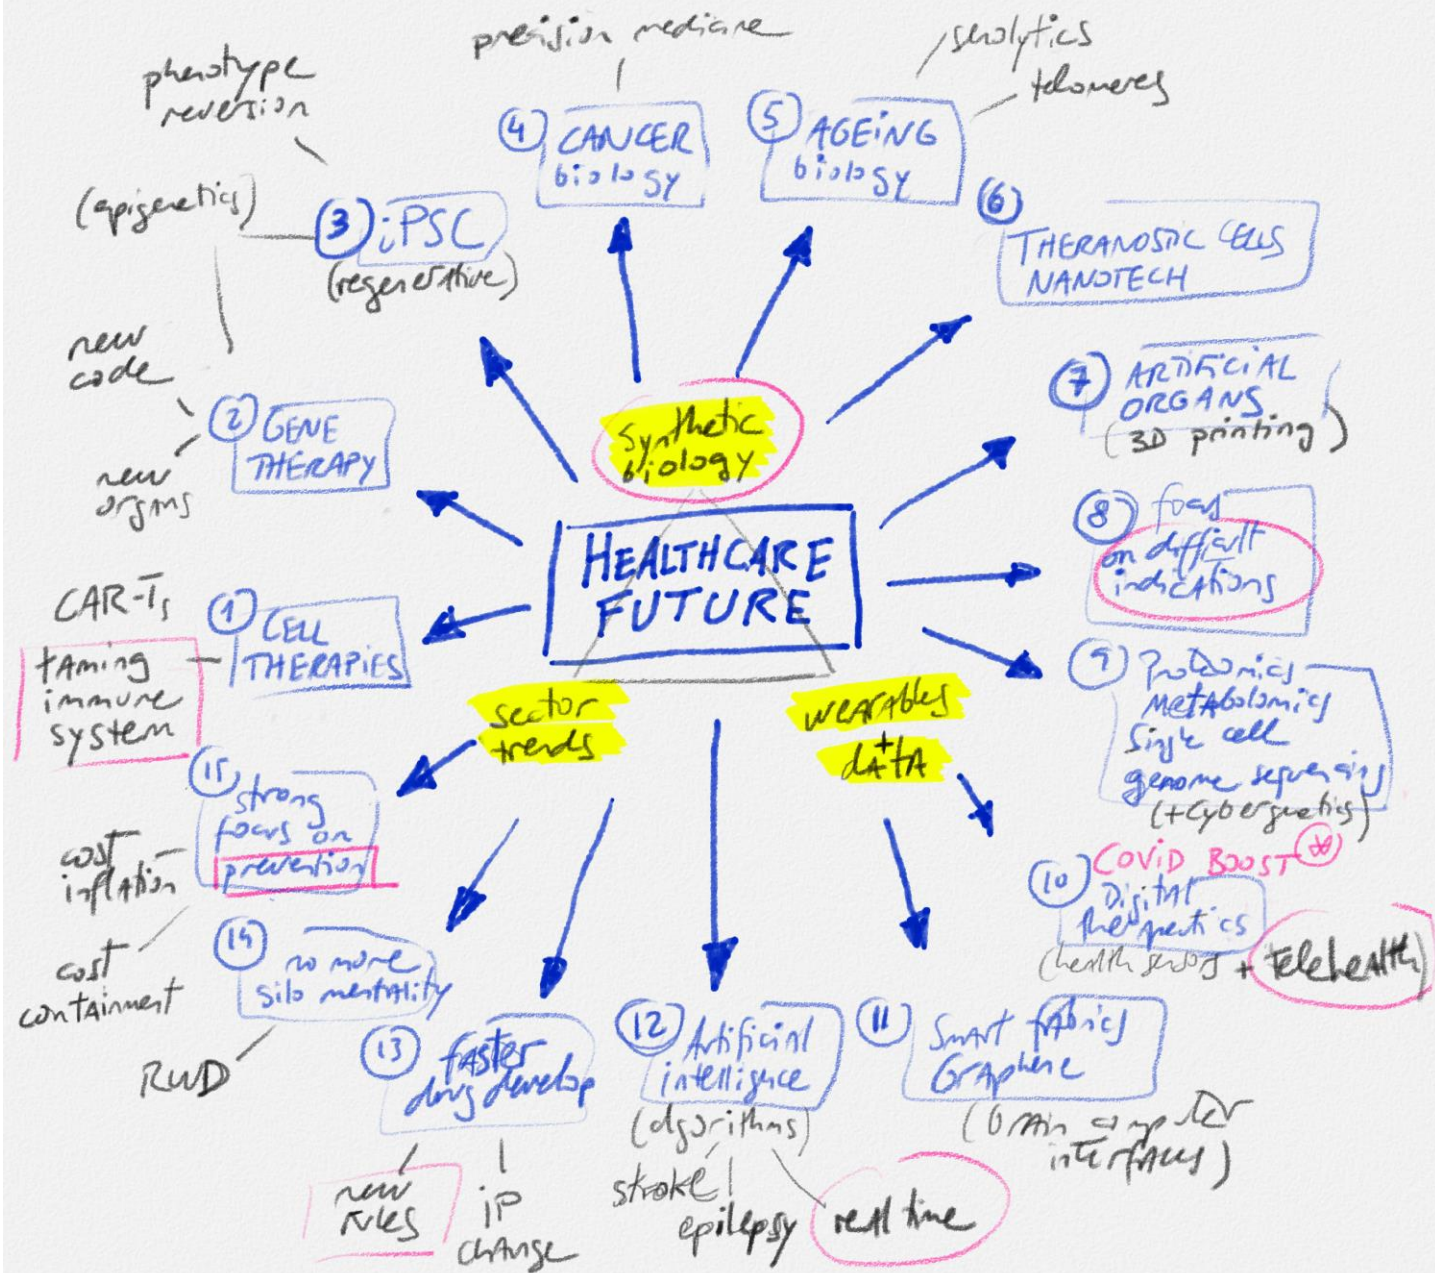 precision medicine
senolytics
telomeres
phenotype
reversion
4
CANCER
biology
5
AGEING
biology
(epigenetics)
3
iPSC
(regenerative)
6
THERANOSTIC CELLS
NANOTECH
new
code
2
GENE
THERAPY
new
organs
synthetic
biology
7
ARTIFICIAL
ORGANS
(3D printing)
HEALTHCARE
FUTURE
8
focus
on difficult
indications
CAR-Ts
taming
immune
system
1
CELL
THERAPIES
9
Proteomics
Metabolomics
Single cell
genome sequencing
(+Cybergenetics)
sector
trends
wearables
+
dATA
15
strong
focus on
prevention
cost
inflation
cost
containment
COViD BOOST
10
Digital
therapeutics
(health sensors + telehealth)
14
no more
silo mentality
RWD
13
faster
drug develop
new
rules
iP
change
12
Artificial
intelligence
(algorithms)
stroke
epilepsy
real time
11
Smart fabrics
Graphene
(brain computer
interfaces)